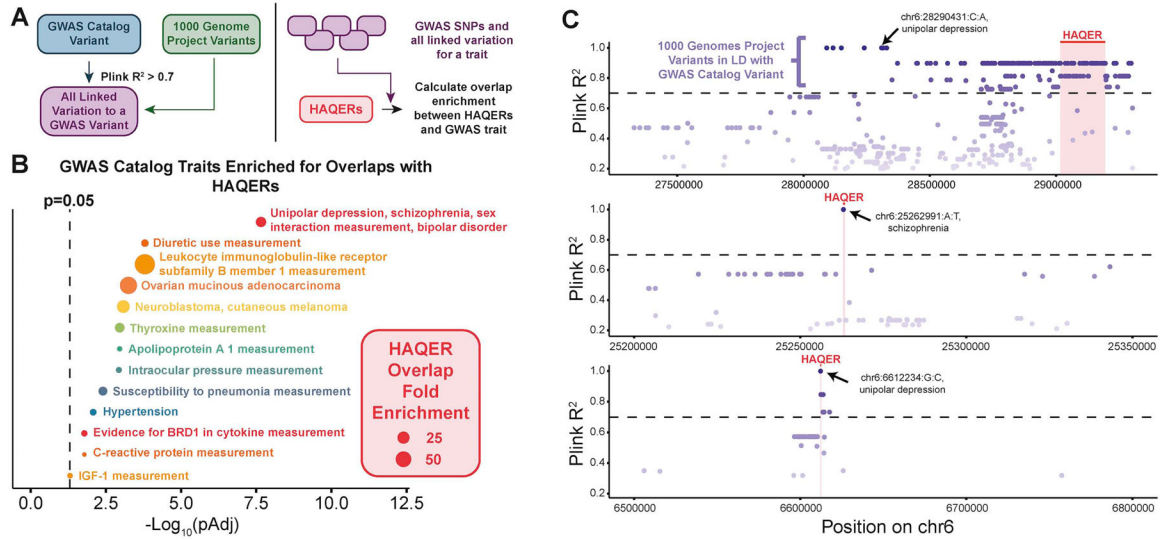 A
GWAS Catalog
Variant
1000 Genome
Project Variants
Plink R² > 0.7
All Linked
Variation to a
GWAS Variant
GWAS SNPs and
all linked variation
for a trait
HAQERs
Calculate overlap
enrichment
between HAQERs
and GWAS trait
B
GWAS Catalog Traits Enriched for Overlaps with
HAQERs
p=0.05
Unipolar depression, schizophrenia, sex
interaction measurement, bipolar disorder
Diuretic use measurement
Leukocyte immunoglobulin-like receptor
subfamily B member 1 measurement
Ovarian mucinous adenocarcinoma
Neuroblastoma, cutaneous melanoma
Thyroxine measurement
Apolipoprotein A 1 measurement
Intraocular pressure measurement
Susceptibility to pneumonia measurement
Hypertension
Evidence for BRD1 in cytokine measurement
C-reactive protein measurement
IGF-1 measurement
HAQER
Overlap
Fold
Enrichment
25
50
0.0 2.5 5.0 7.5 10.0 12.5
-Log₁₀(pAdj)
C
chr6:28290431:C:A,
unipolar depression
HAQER
1000 Genomes Project
Variants in LD with
GWAS Catalog Variant
Plink R²
1.0
0.8
0.6
0.4
0.2
27500000 28000000 28500000 29000000
HAQER
chr6:25262991:A:T,
schizophrenia
Plink R²
1.0
0.8
0.6
0.4
0.2
25200000 25250000 25300000 25350000
HAQER
chr6:6612234:G:C,
unipolar depression
Plink R²
1.0
0.8
0.6
0.4
0.2
6500000 6600000 6700000 6800000
Position on chr6